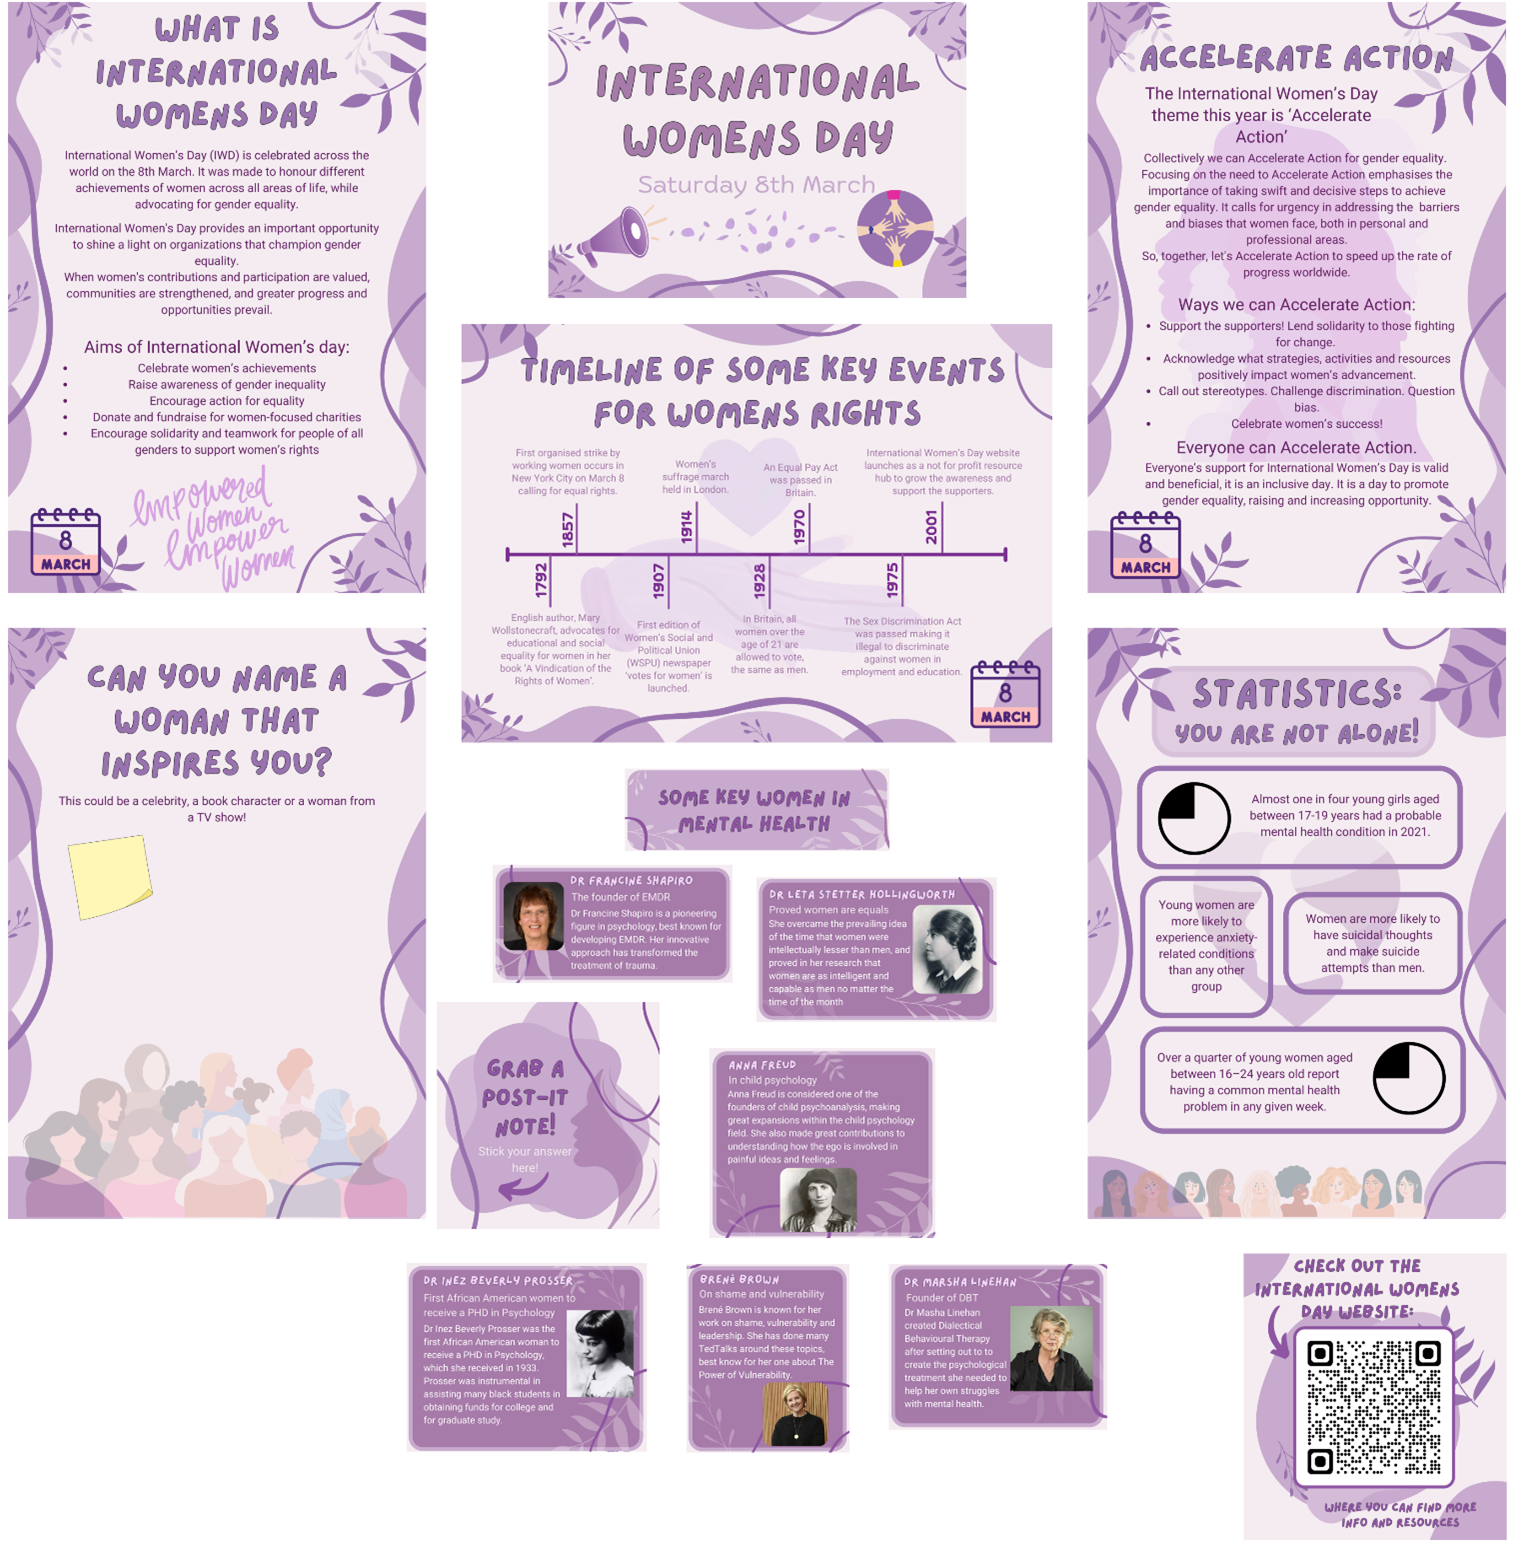 WHAT IS
INTERNATIONAL
WOMENS DAY
International Women's Day (IWD) is celebrated across the
world on the 8th March. It was made to honour different
achievements of women across all areas of life, while
advocating for gender equality.
International Women's Day provides an important opportunity
to shine a light on organizations that champion gender
equality.
When women's contributions and participation are valued,
communities are strengthened, and greater progress and
opportunities prevail.
Aims of International Women's day:
• Celebrate women's achievements
• Raise awareness of gender inequality
• Encourage action for equality
• Donate and fundraise for women-focused charities
• Encourage solidarity and teamwork for people of all
genders to support women's rights
Empowered
Women
Empower
Women
8
MARCH
INTERNATIONAL
WOMENS DAY
Saturday 8th March
ACCELERATE ACTION
The International Women's Day
theme this year is 'Accelerate
Action'
Collectively we can Accelerate Action for gender equality.
Focusing on the need to Accelerate Action emphasises the
importance of taking swift and decisive steps to achieve
gender equality. It calls for urgency in addressing the barriers
and biases that women face, both in personal and
professional areas.
So, together, let's Accelerate Action to speed up the rate of
progress worldwide.
Ways we can Accelerate Action:
• Support the supporters! Lend solidarity to those fighting
for change.
• Acknowledge what strategies, activities and resources
positively impact women's advancement.
• Call out stereotypes. Challenge discrimination. Question
bias.
• Celebrate women's success!
Everyone can Accelerate Action.
Everyone's support for International Women's Day is valid
and beneficial, it is an inclusive day. It is a day to promote
gender equality, raising and increasing opportunity.
8
MARCH
TIMELINE OF SOME KEY EVENTS
FOR WOMENS RIGHTS
First organised strike by
working women occurs in
New York City on March 8
calling for equal rights.
1857
Women's
suffrage march
held in London.
1914
An Equal Pay Act
was passed in
Britain.
1970
International Women's Day website
launches as a not for profit resource
hub to grow the awareness and
support the supporters.
2001
1792
English author, Mary
Wollstonecraft, advocates for
educational and social
equality for women in her
book 'A Vindication of the
Rights of Women'.
1907
First edition of
Women's Social and
Political Union
(WSPU) newspaper
'votes for women' is
launched.
1928
In Britain, all
women over the
age of 21 are
allowed to vote,
the same as men.
1975
The Sex Discrimination Act
was passed making it
illegal to discriminate
against women in
employment and education.
8
MARCH
CAN YOU NAME A
WOMAN THAT
INSPIRES YOU?
This could be a celebrity, a book character or a woman from
a TV show!
SOME KEY WOMEN IN
MENTAL HEALTH
DR FRANCINE SHAPIRO
The founder of EMDR
Dr Francine Shapiro is a pioneering
figure in psychology, best known for
developing EMDR. Her innovative
approach has transformed the
treatment of trauma.
DR LETA STETTER HOLLINGWORTH
Proved women are equals
She overcame the prevailing idea
of the time that women were
intellectually lesser than men, and
proved in her research that
women are as intelligent and
capable as men no matter the
time of the month
GRAB A
POST-IT
NOTE!
Stick your answer
here!
ANNA FREUD
In child psychology
Anna Freud is considered one of the
founders of child psychoanalysis, making
great expansions within the child psychology
field. She also made great contributions to
understanding how the ego is involved in
painful ideas and feelings.
STATISTICS:
YOU ARE NOT ALONE!
Almost one in four young girls aged
between 17-19 years had a probable
mental health condition in 2021.
Young women are
more likely to
experience anxiety-
related conditions
than any other
group
Women are more likely to
have suicidal thoughts
and make suicide
attempts than men.
Over a quarter of young women aged
between 16–24 years old report
having a common mental health
problem in any given week.
DR INEZ BEVERLY PROSSER
First African American women to
receive a PHD in Psychology
Dr Inez Beverly Prosser was the
first African American woman to
receive a PHD in Psychology,
which she received in 1933.
Prosser was instrumental in
assisting many black students in
obtaining funds for college and
for graduate study.
BRENé BROWN
On shame and vulnerability
Brené Brown is known for her
work on shame, vulnerability and
leadership. She has done many
TedTalks around these topics,
best know for her one about The
Power of Vulnerability.
DR MARSHA LINEHAN
Founder of DBT
Dr Masha Linehan
created Dialectical
Behavioural Therapy
after setting out to to
create the psychological
treatment she needed to
help her own struggles
with mental health.
CHECK OUT THE
INTERNATIONAL WOMENS
DAY WEBSITE:
WHERE YOU CAN FIND MORE
INFO AND RESOURCES